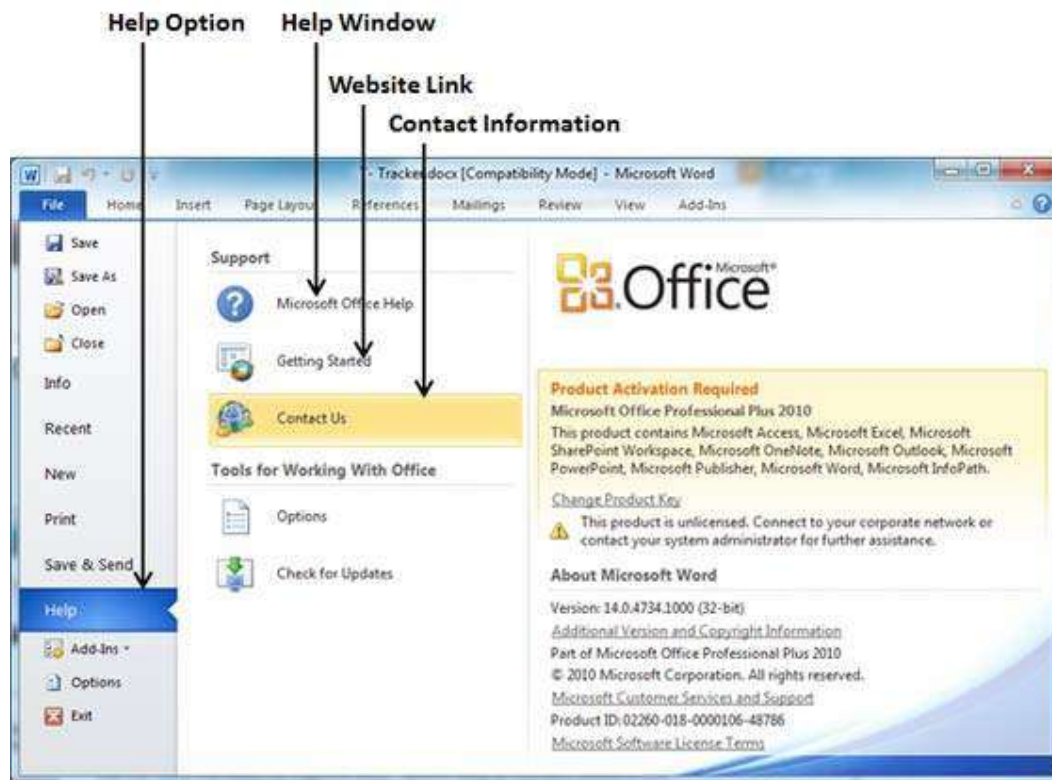 Help Option Help Window
Website Link
Contact Information
W
Tracker.docx [Compatibility Mode] - Microsoft Word
File Home Insert Page Layout References Mailings Review View Add-Ins
Save
Save As
Open
Close
Info
Recent
New
Print
Save & Send
Help
Add-Ins
Options
Exit
Support
Microsoft Office Help
Getting Started
Contact Us
Tools for Working With Office
Options
Check for Updates
Microsoft®
Office
Product Activation Required
Microsoft Office Professional Plus 2010
This product contains Microsoft Access, Microsoft Excel, Microsoft
SharePoint Workspace, Microsoft OneNote, Microsoft Outlook, Microsoft
PowerPoint, Microsoft Publisher, Microsoft Word, Microsoft InfoPath.
Change Product Key
This product is unlicensed. Connect to your corporate network or
contact your system administrator for further assistance.
About Microsoft Word
Version: 14.0.4734.1000 (32-bit)
Additional Version and Copyright Information
Part of Microsoft Office Professional Plus 2010
© 2010 Microsoft Corporation. All rights reserved.
Microsoft Customer Services and Support
Product ID: 02260-018-0000106-48786
Microsoft Software License Terms